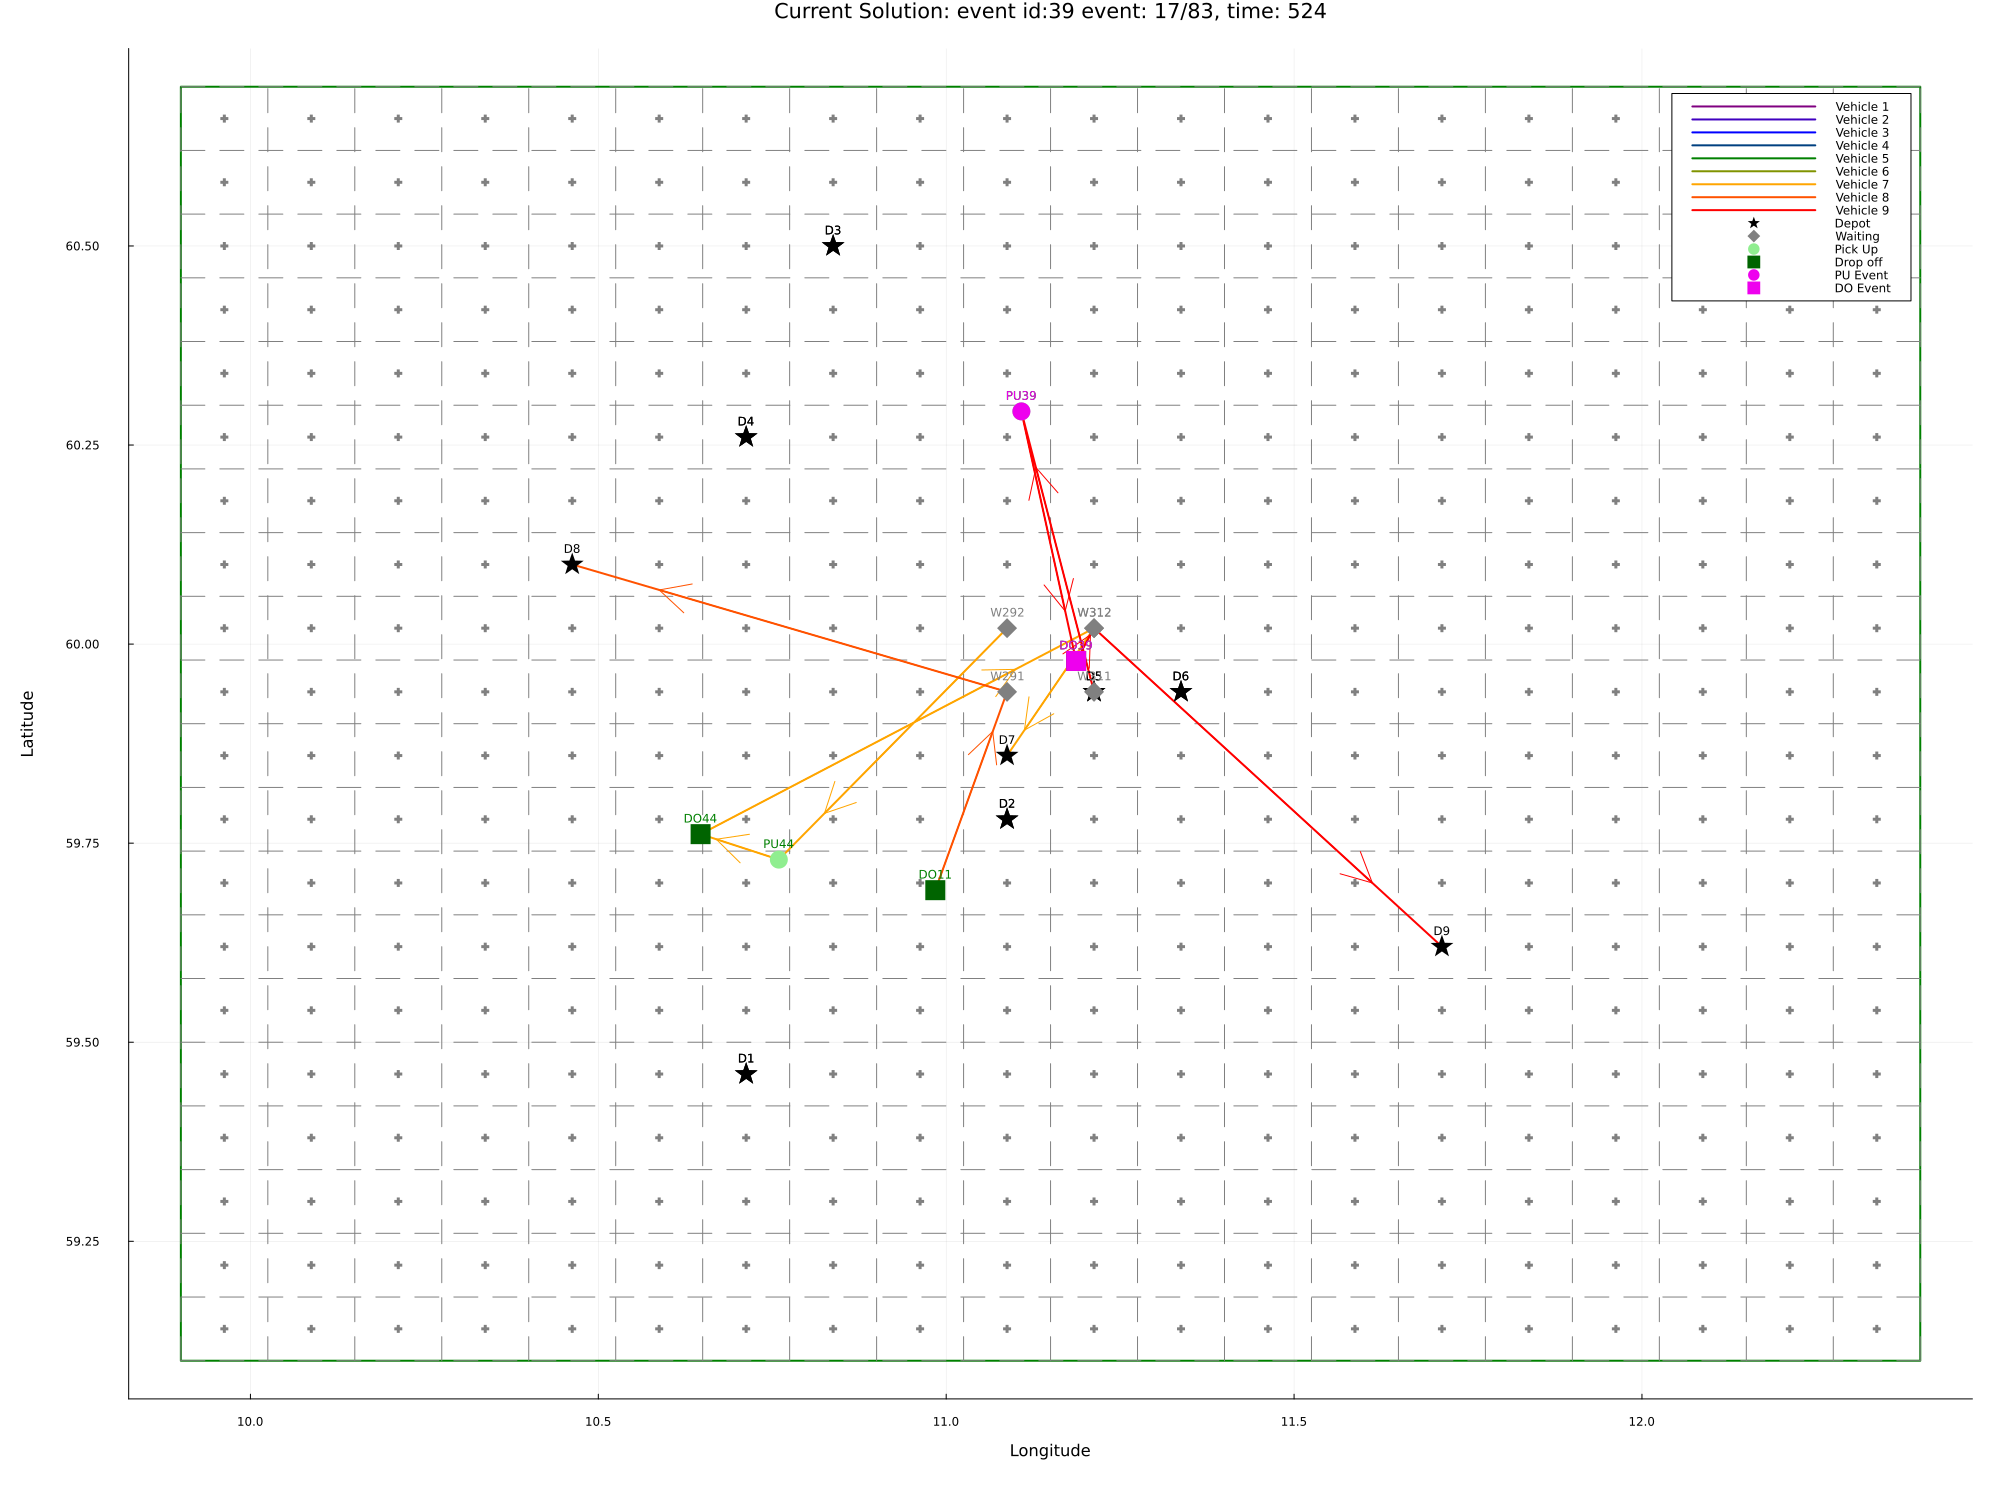 Current Solution: event id:39 event: 17/83, time: 524
Vehicle 1
Vehicle 2
Vehicle 3
Vehicle 4
Vehicle 5
Vehicle 6
Vehicle 7
Vehicle 8
Vehicle 9
Depot
Waiting
Pick Up
Drop off
PU Event
DO Event
D3
60.50
PU39
D4
60.25
D8
W292
W312
60.00
DO39
W291
D5
D6
D7
D2
DO44
PU44
59.75
DO11
D9
59.50
D1
59.25
Latitude
10.0
10.5
11.0
11.5
12.0
Longitude